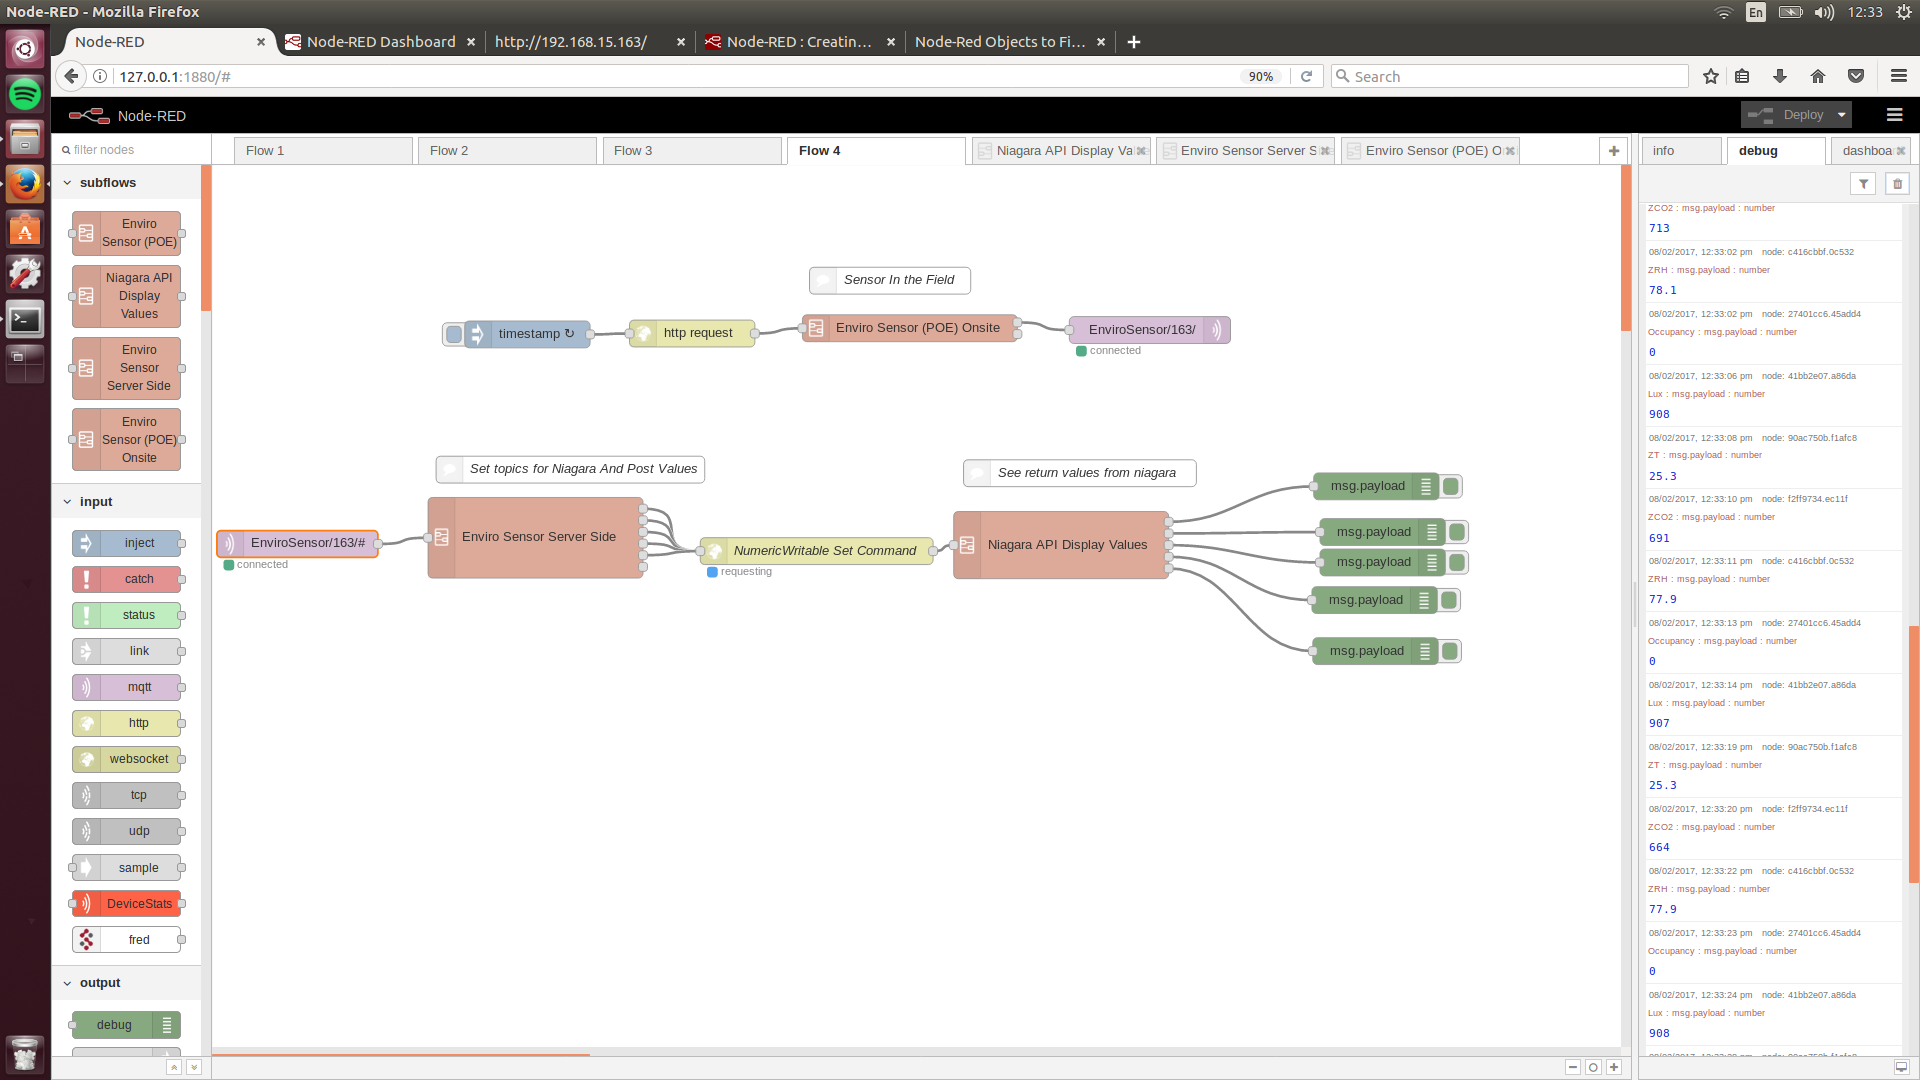 Node-RED - Mozilla Firefox
En
12:33
Node-RED
Node-RED Dashboard
http://192.168.15.163/
Node-RED : Creatin...
Node-Red Objects to Fi...
127.0.0.1:1880/#
90%
Search
Node-RED
Deploy
filter nodes
Flow 1
Flow 2
Flow 3
Flow 4
Niagara API Display Va
Enviro Sensor Server S
Enviro Sensor (POE) O
info
debug
dashboa
subflows
Enviro
Sensor (POE)
Niagara API
Display
Values
Enviro
Sensor
Server Side
Enviro
Sensor (POE)
Onsite
input
inject
catch
status
link
mqtt
http
websocket
tcp
udp
sample
DeviceStats
fred
output
debug
Sensor In the Field
timestamp ↻
http request
Enviro Sensor (POE) Onsite
EnviroSensor/163/
connected
Set topics for Niagara And Post Values
See return values from niagara
EnviroSensor/163/#
connected
Enviro Sensor Server Side
NumericWritable Set Command
requesting
Niagara API Display Values
msg.payload
msg.payload
msg.payload
msg.payload
msg.payload
ZCO2 : msg.payload : number
713
08/02/2017, 12:33:02 pm node: c416cbbf.0c532
ZRH : msg.payload : number
78.1
08/02/2017, 12:33:02 pm node: 27401cc6.45add4
Occupancy : msg.payload : number
0
08/02/2017, 12:33:06 pm node: 41bb2e07.a86da
Lux : msg.payload : number
908
08/02/2017, 12:33:08 pm node: 90ac750b.f1afc8
ZT : msg.payload : number
25.3
08/02/2017, 12:33:10 pm node: f2ff9734.ec11f
ZCO2 : msg.payload : number
691
08/02/2017, 12:33:11 pm node: c416cbbf.0c532
ZRH : msg.payload : number
77.9
08/02/2017, 12:33:13 pm node: 27401cc6.45add4
Occupancy : msg.payload : number
0
08/02/2017, 12:33:14 pm node: 41bb2e07.a86da
Lux : msg.payload : number
907
08/02/2017, 12:33:19 pm node: 90ac750b.f1afc8
ZT : msg.payload : number
25.3
08/02/2017, 12:33:20 pm node: f2ff9734.ec11f
ZCO2 : msg.payload : number
664
08/02/2017, 12:33:22 pm node: c416cbbf.0c532
ZRH : msg.payload : number
77.9
08/02/2017, 12:33:23 pm node: 27401cc6.45add4
Occupancy : msg.payload : number
0
08/02/2017, 12:33:24 pm node: 41bb2e07.a86da
Lux : msg.payload : number
908